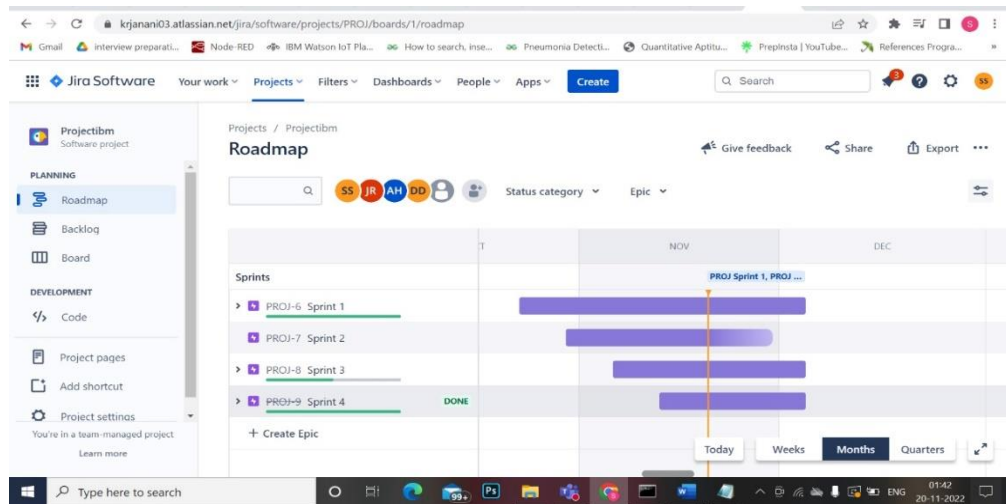 krjanani03.atlassian.net/jira/software/projects/PROJ/boards/1/roadmap
S
Gmail interview preparati... Node-RED IBM Watson IoT Pla... How to search, inse... Pneumonia Detecti... Quantitative Aptitu... PrepInsta | YouTube... References Progra... »
Jira Software Your work Projects Filters Dashboards People Apps Create Search 3 SS
Projectibm
Software project
PLANNING
Roadmap
Backlog
Board
DEVELOPMENT
Code
Project pages
Add shortcut
Project settings
You're in a team-managed project
Learn more
Projects / Projectibm
Roadmap
Give feedback Share Export
SS JR AH DD Status category Epic
T NOV DEC
Sprints PROJ Sprint 1, PROJ ...
PROJ-6 Sprint 1
PROJ-7 Sprint 2
PROJ-8 Sprint 3
PROJ-9 Sprint 4 DONE
+ Create Epic
Today Weeks Months Quarters
Type here to search 99+ Ps ENG 01:42
20-11-2022